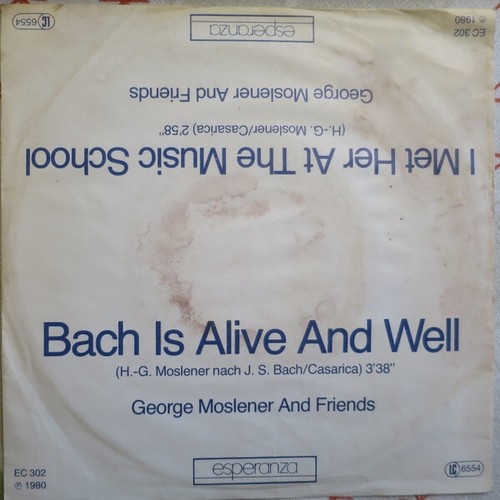 esperanza
LC 6554
EC 302
℗ 1980
George Moslener And Friends
(H.-G. Moslener/Casarica) 2'58"
I Met Her At The Music School
Bach Is Alive And Well
(H.-G. Moslener nach J. S. Bach/Casarica) 3'38"
George Moslener And Friends
EC 302
℗ 1980
esperanza
LC 6554